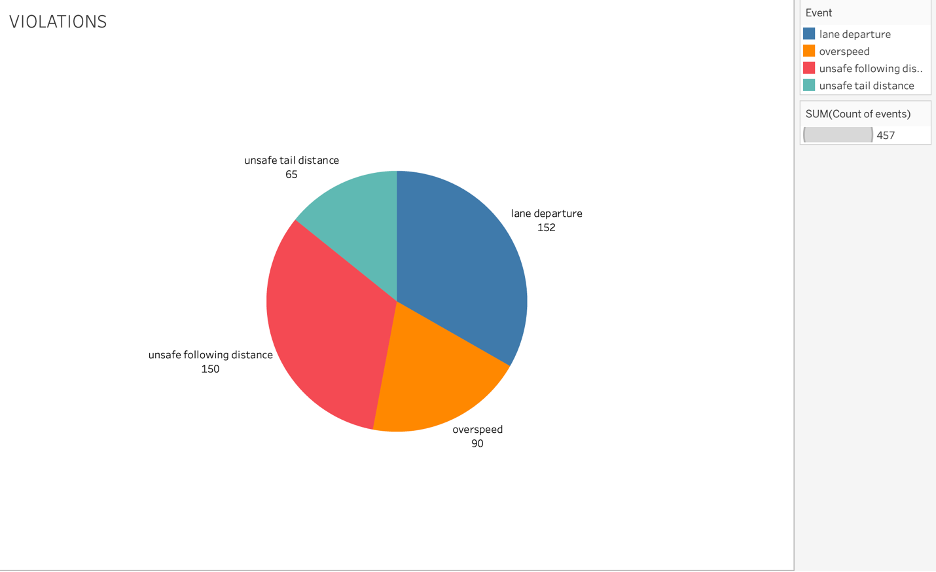 VIOLATIONS
unsafe tail distance
65
lane departure
152
unsafe following distance
150
overspeed
90
Event
lane departure
overspeed
unsafe following dis..
unsafe tail distance
SUM(Count of events)
457